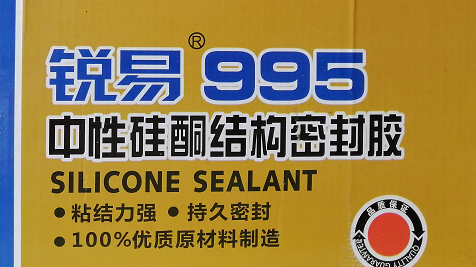 锐易® 995
中性硅酮结构密封胶
SILICONE SEALANT
•粘结力强 •持久密封
•100%优质原材料制造
品质保证
QUALITY GUARANTEE